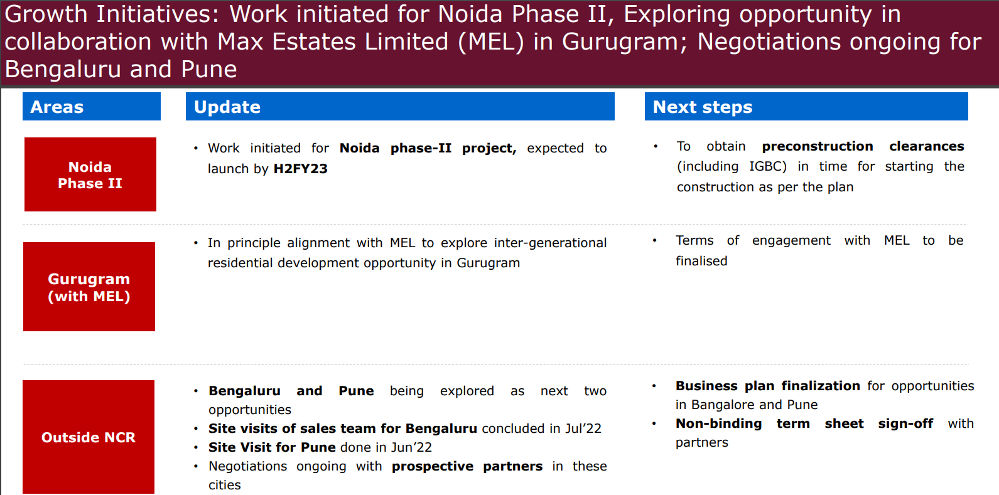 Growth Initiatives: Work initiated for Noida Phase II, Exploring opportunity in
collaboration with Max Estates Limited (MEL) in Gurugram; Negotiations ongoing for
Bengaluru and Pune
Areas
Update
Next steps
Noida
Phase II
• Work initiated for Noida phase-II project, expected to
launch by H2FY23
• To obtain preconstruction clearances
(including IGBC) in time for starting the
construction as per the plan
Gurugram
(with MEL)
• In principle alignment with MEL to explore inter-generational
residential development opportunity in Gurugram
• Terms of engagement with MEL to be
finalised
Outside NCR
• Bengaluru and Pune being explored as next two
opportunities
• Site visits of sales team for Bengaluru concluded in Jul’22
• Site Visit for Pune done in Jun’22
• Negotiations ongoing with prospective partners in these
cities
• Business plan finalization for opportunities
in Bangalore and Pune
• Non-binding term sheet sign-off with
partners